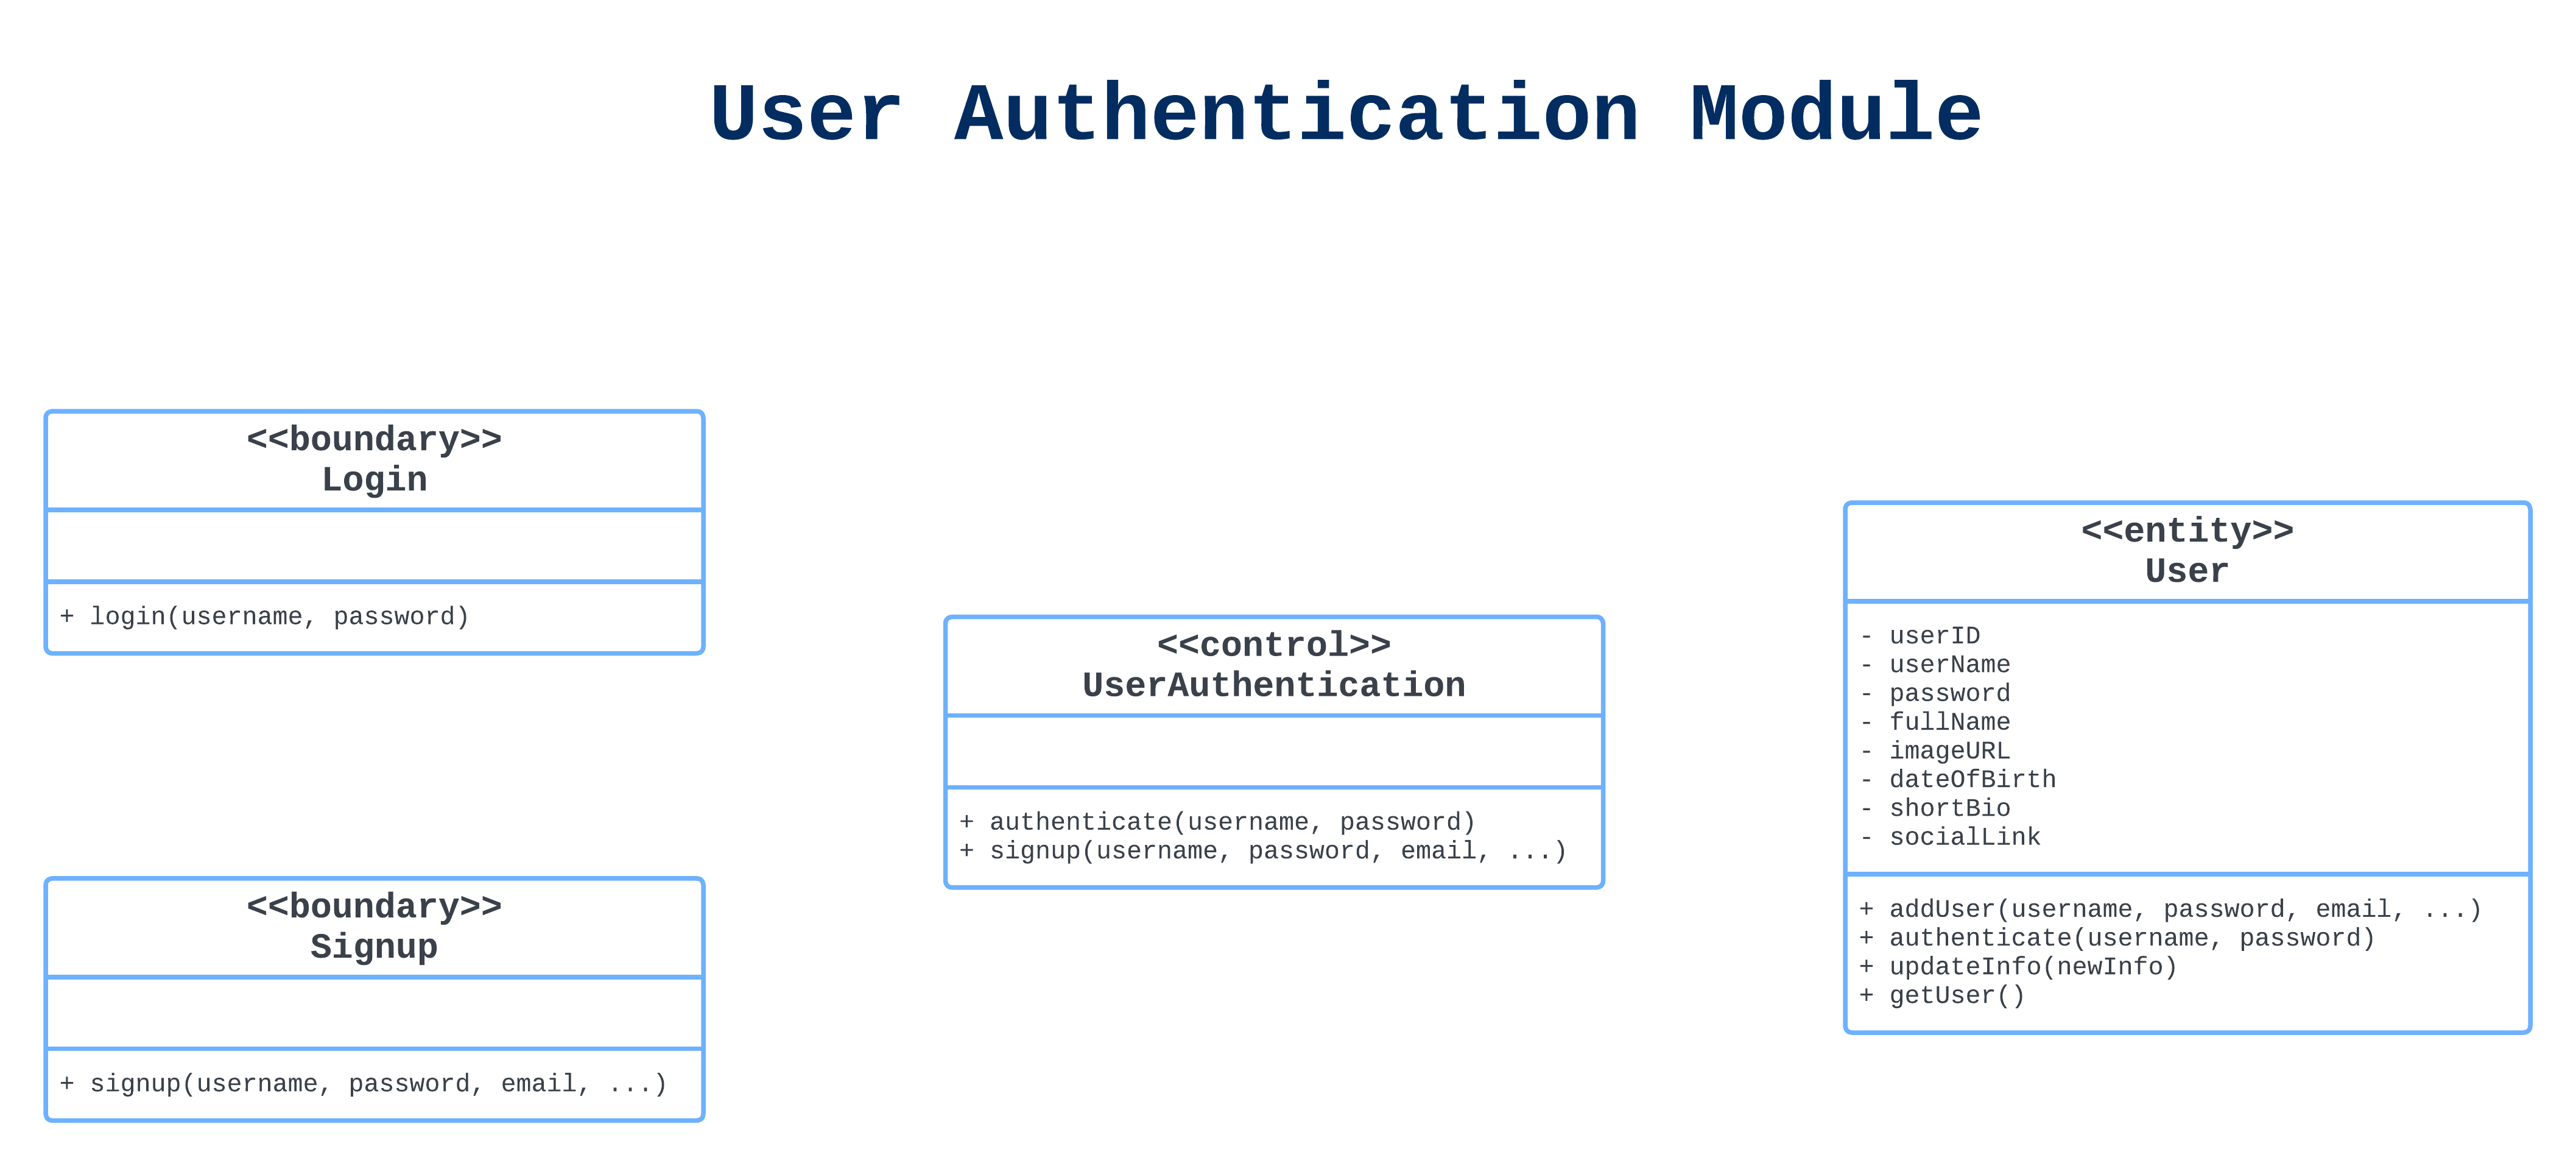 User Authentication Module
<<boundary>>
Login
+ login(username, password)
<<boundary>>
Signup
+ signup(username, password, email, ...)
<<control>>
UserAuthentication
+ authenticate(username, password)
+ signup(username, password, email, ...)
<<entity>>
User
- userID
- userName
- password
- fullName
- imageURL
- dateOfBirth
- shortBio
- socialLink
+ addUser(username, password, email, ...)
+ authenticate(username, password)
+ updateInfo(newInfo)
+ getUser()